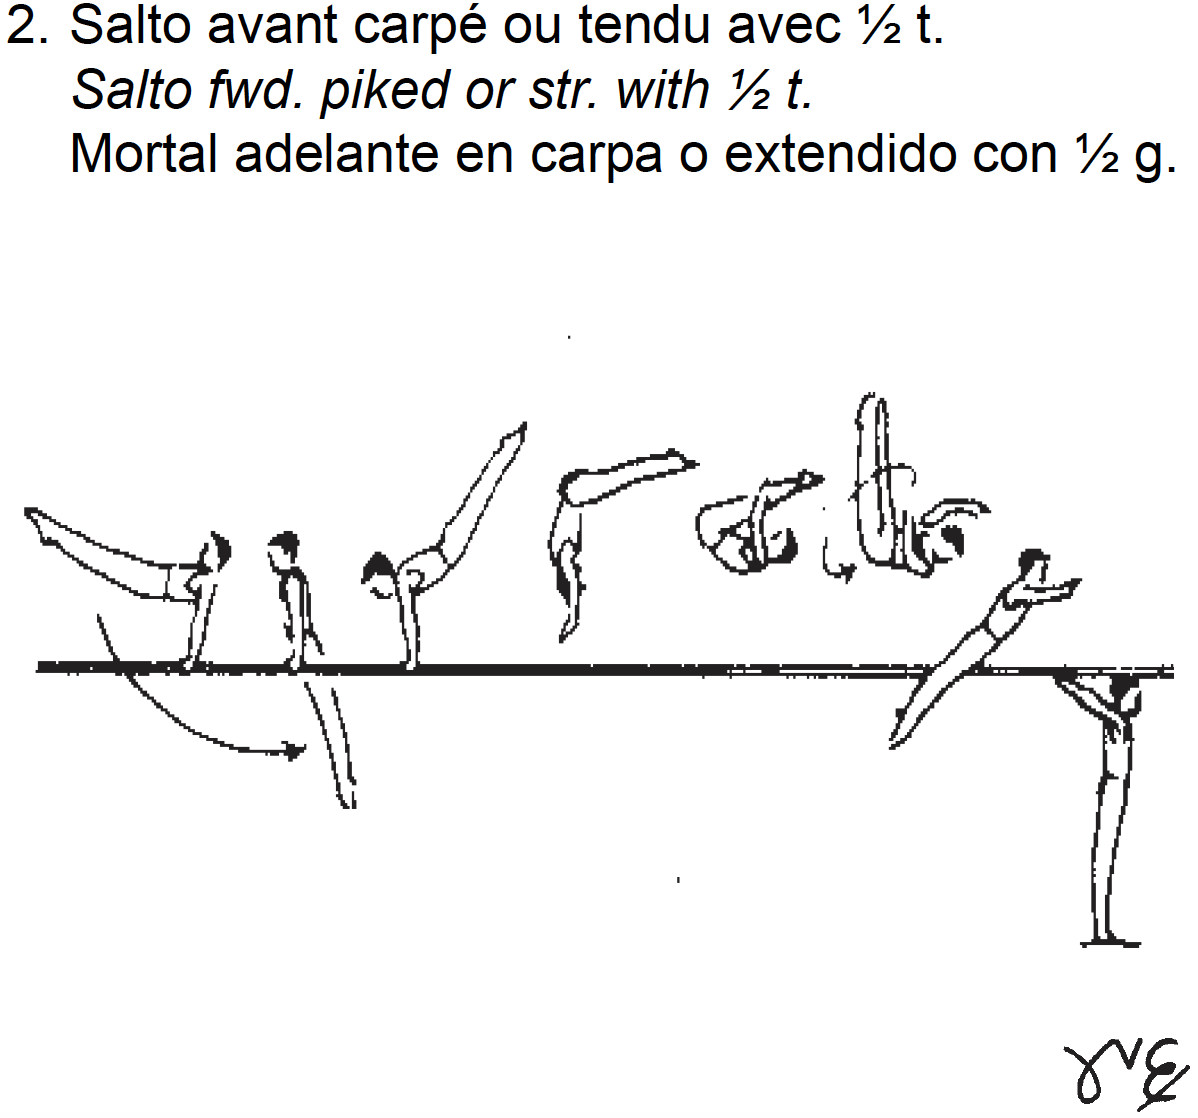 2. Salto avant carpé ou tendu avec ½ t.
Salto fwd. piked or str. with ½ t.
Mortal adelante en carpa o extendido con ½ g.